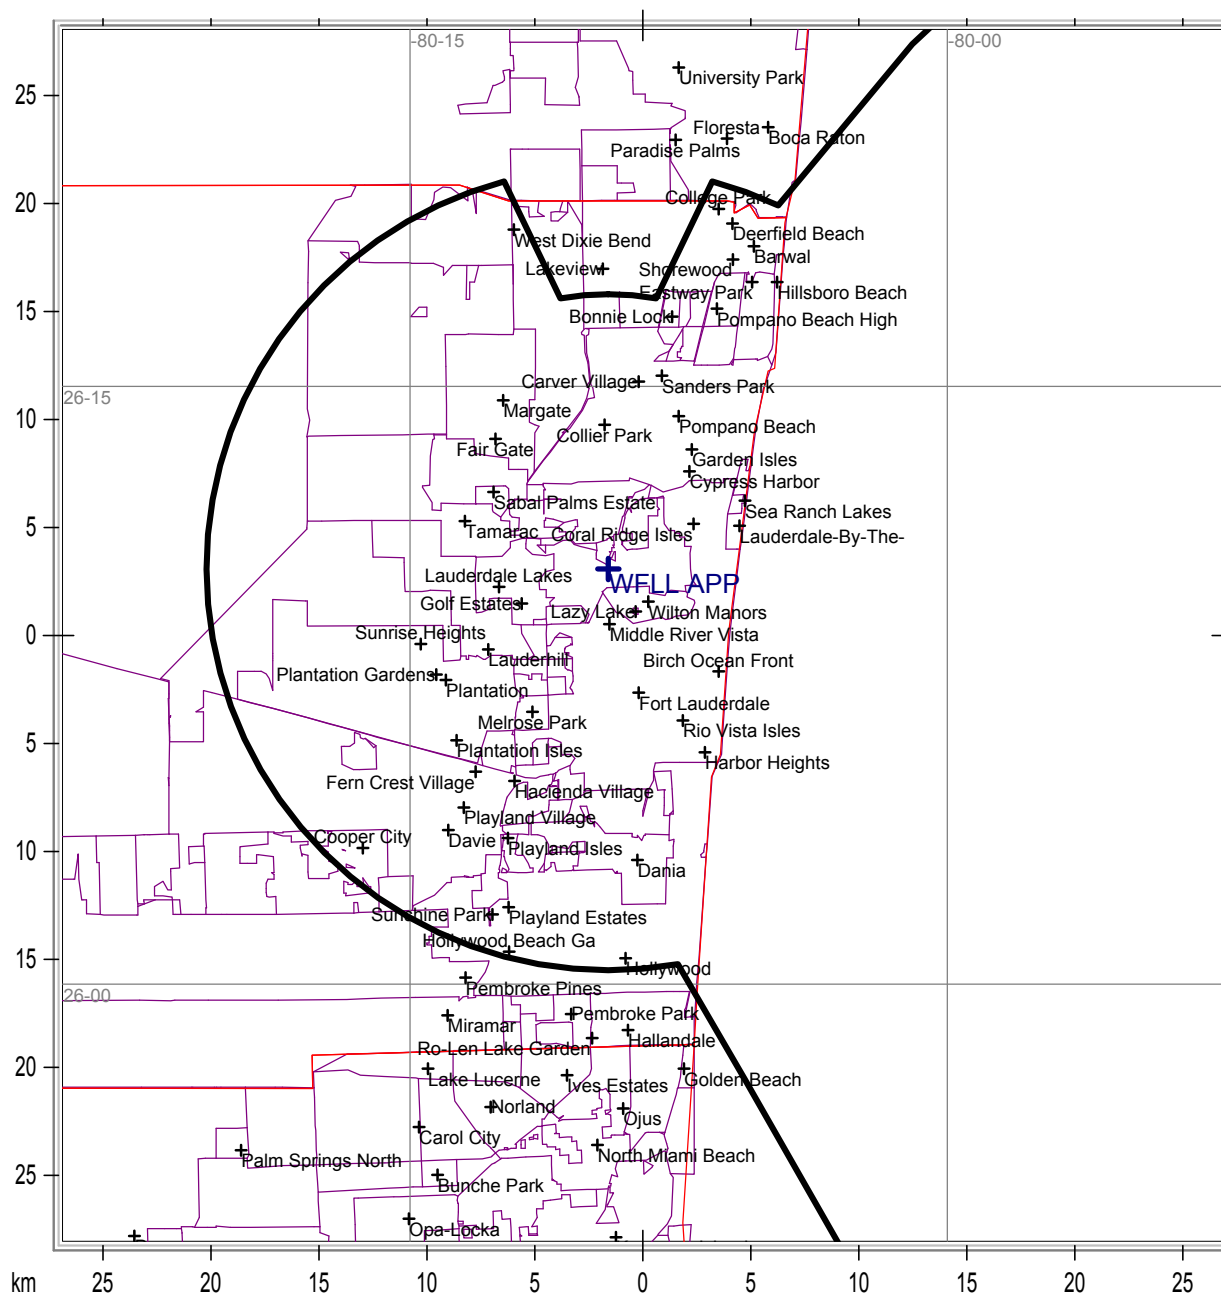 -80-15
-80-00
University Park
25
Floresta
Boca Raton
Paradise Palms
20
College Park
Deerfield Beach
West Dixie Bend
Barwal
Lakeview
Shorewood
Eastway Park
Hillsboro Beach
15
Bonnie Lock
Pompano Beach High
Carver Village
Sanders Park
26-15
Margate
10
Pompano Beach
Collier Park
Fair Gate
Garden Isles
Cypress Harbor
Sabal Palms Estate
Sea Ranch Lakes
5
Tamarac
Coral Ridge Isles
Lauderdale-By-The-
Lauderdale Lakes
WFLL APP
Golf Estates
Lazy Lake
Wilton Manors
Sunrise Heights
Middle River Vista
0
Lauderhill
Birch Ocean Front
Plantation Gardens
Plantation
Fort Lauderdale
Melrose Park
Rio Vista Isles
5
Plantation Isles
Harbor Heights
Fern Crest Village
Hacienda Village
Playland Village
Cooper City
Davie
Playland Isles
10
Dania
Sunshine Park
Playland Estates
Hollywood Beach Ga
15
Hollywood
Pembroke Pines
26-00
Pembroke Park
Miramar
Hallandale
Ro-Len Lake Garden
20
Lake Lucerne
Ives Estates
Golden Beach
Norland
Ojus
Carol City
Palm Springs North
North Miami Beach
25
Bunche Park
Opa-Locka
km
25
20
15
10
5
0
5
10
15
20
25